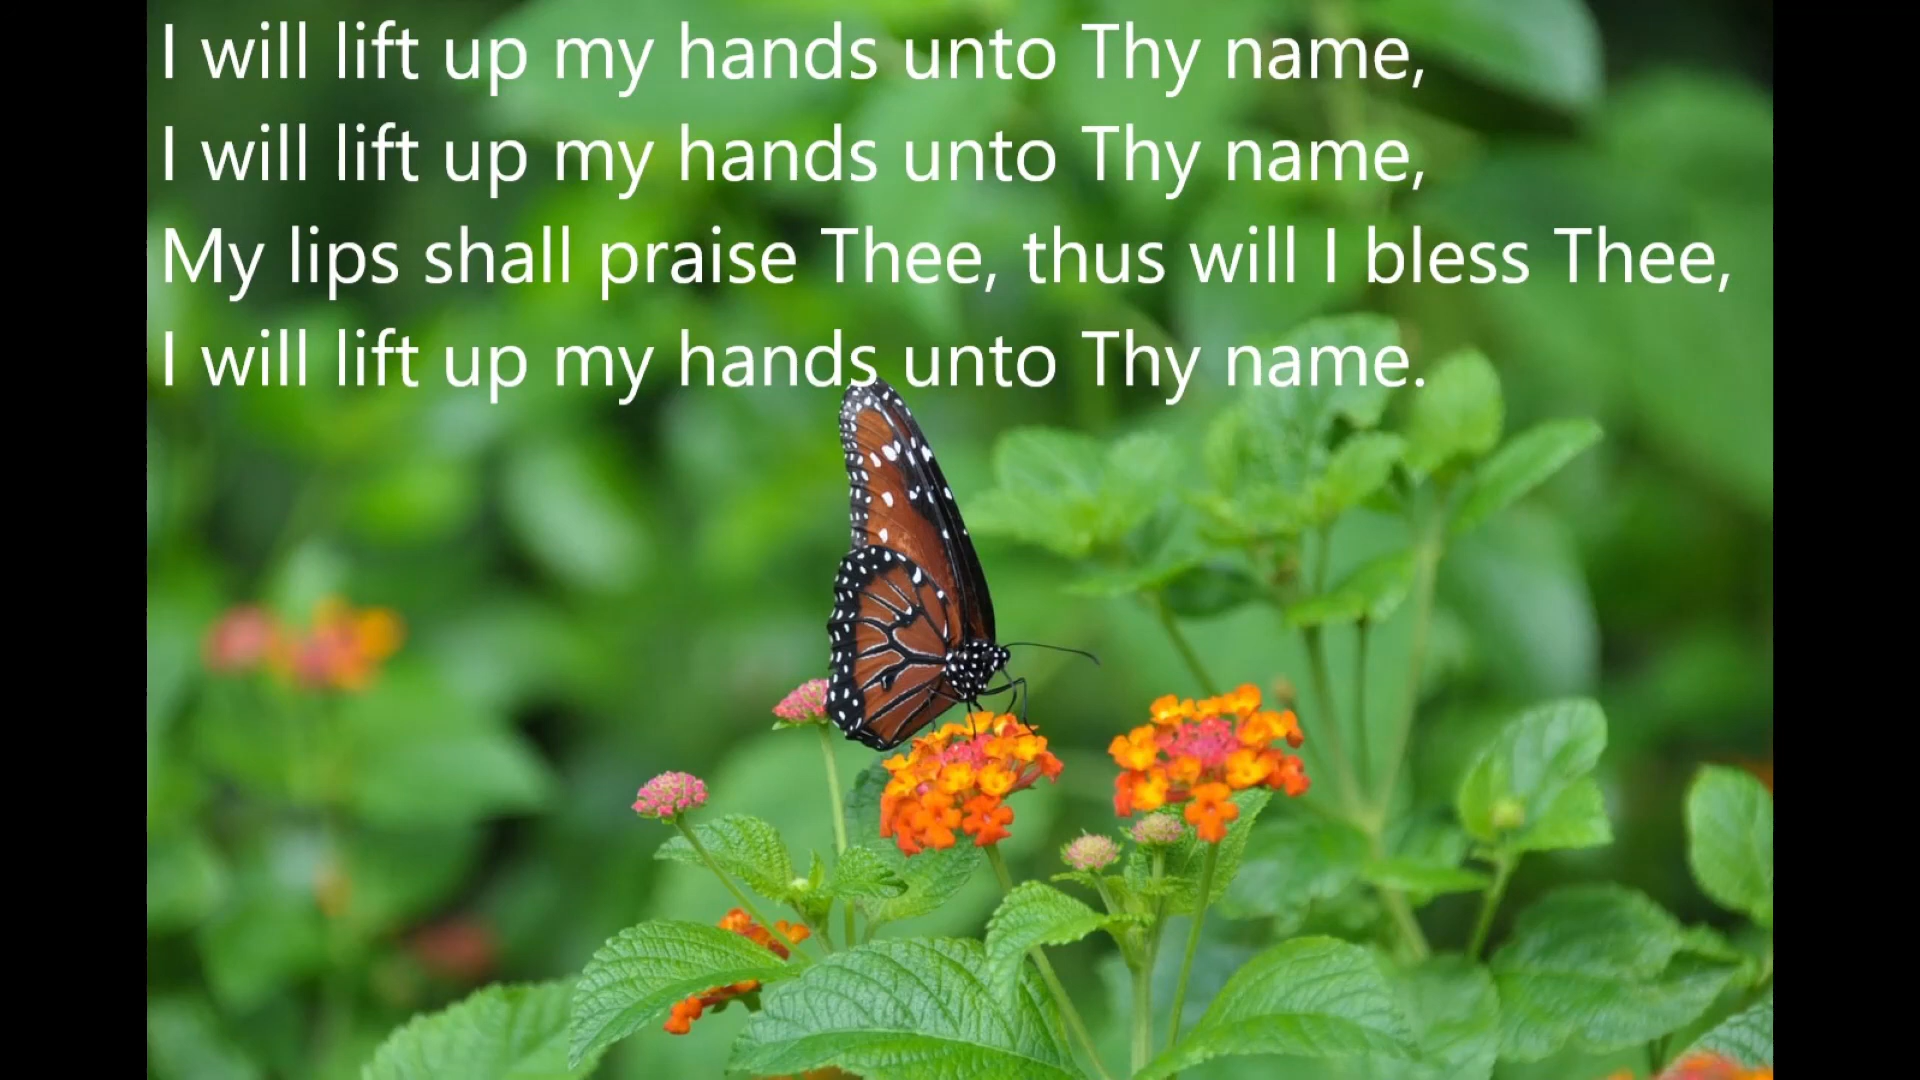 I will lift up my hands unto Thy name,
I will lift up my hands unto Thy name,
My lips shall praise Thee, thus will I bless Thee,
I will lift up my hands unto Thy name.